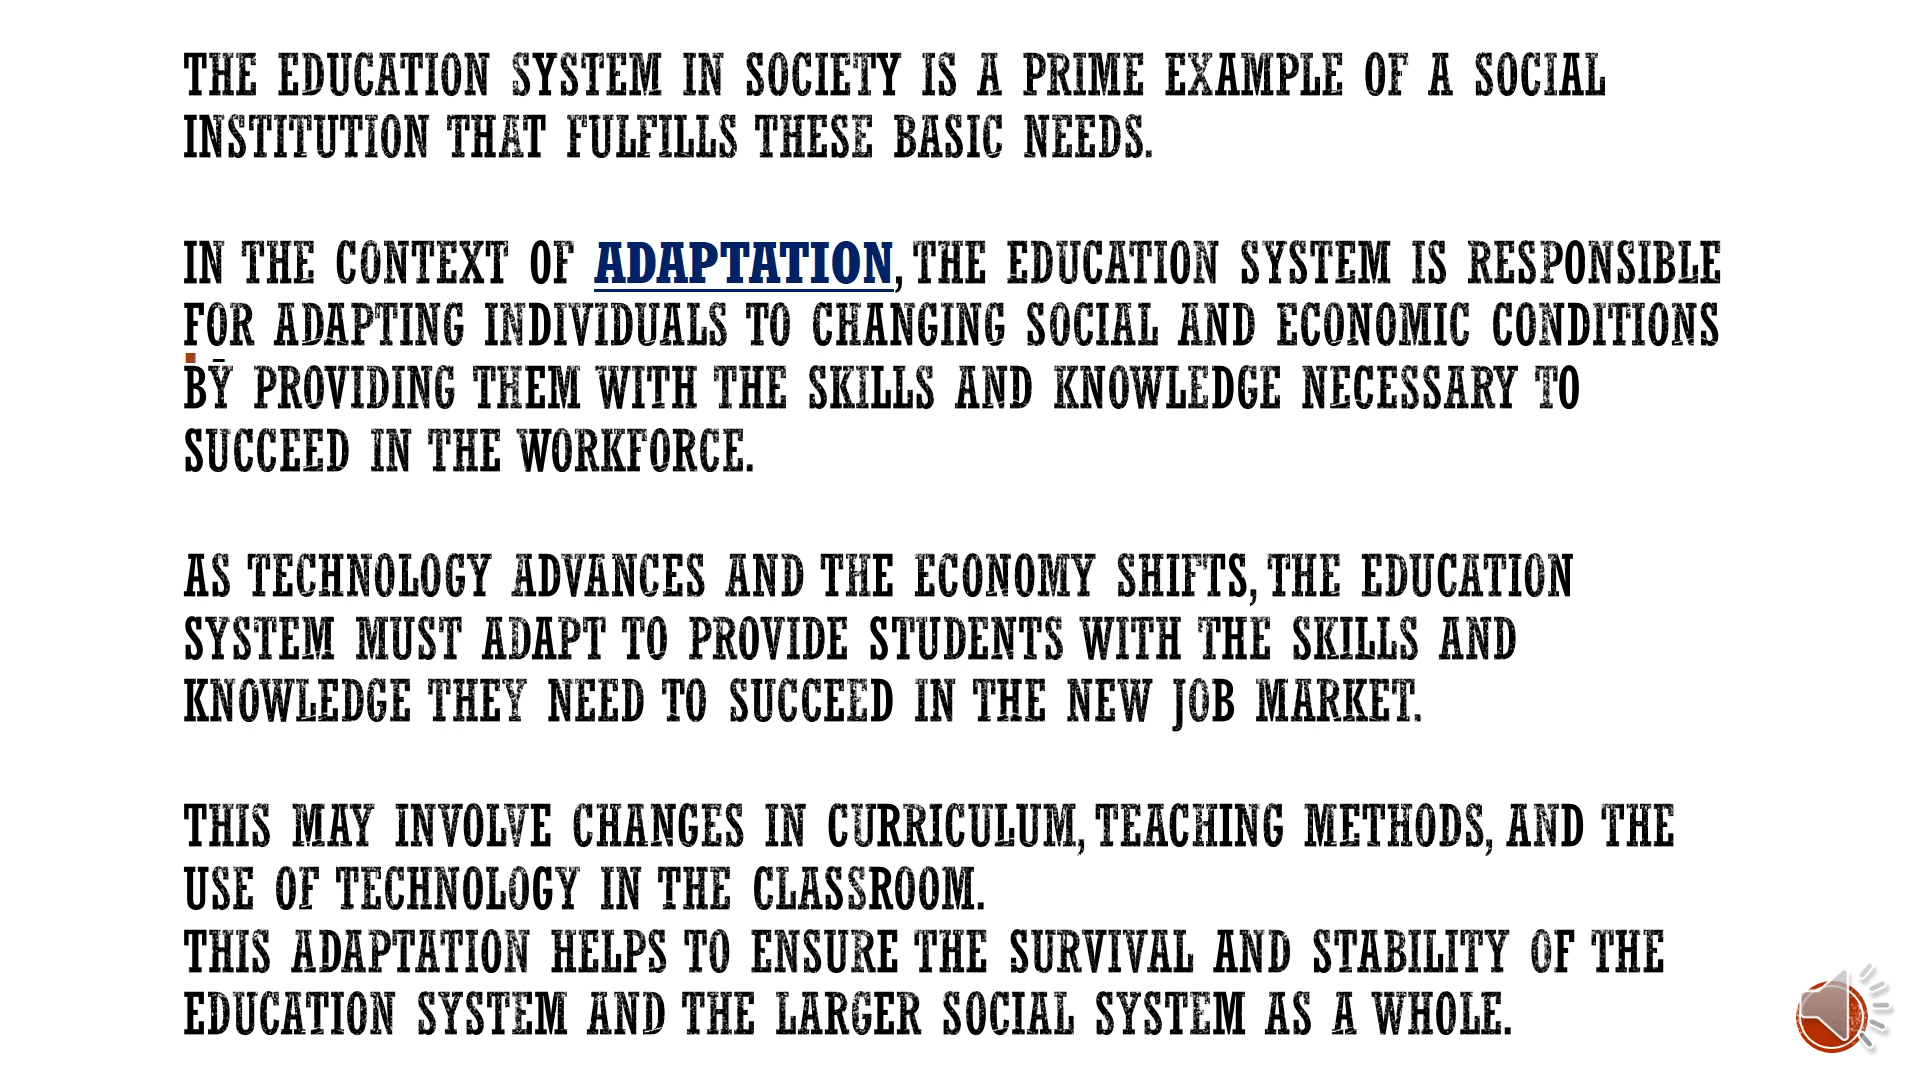 THE EDUCATION SYSTEM IN SOCIETY IS A PRIME EXAMPLE OF A SOCIAL
INSTITUTION THAT FULFILLS THESE BASIC NEEDS.
IN THE CONTEXT OF ADAPTATION, THE EDUCATION SYSTEM IS RESPONSIBLE
FOR ADAPTING INDIVIDUALS TO CHANGING SOCIAL AND ECONOMIC CONDITIONS
BY PROVIDING THEM WITH THE SKILLS AND KNOWLEDGE NECESSARY TO
SUCCEED IN THE WORKFORCE.
AS TECHNOLOGY ADVANCES AND THE ECONOMY SHIFTS, THE EDUCATION
SYSTEM MUST ADAPT TO PROVIDE STUDENTS WITH THE SKILLS AND
KNOWLEDGE THEY NEED TO SUCCEED IN THE NEW JOB MARKET.
THIS MAY INVOLVE CHANGES IN CURRICULUM, TEACHING METHODS, AND THE
USE OF TECHNOLOGY IN THE CLASSROOM.
THIS ADAPTATION HELPS TO ENSURE THE SURVIVAL AND STABILITY OF THE
EDUCATION SYSTEM AND THE LARGER SOCIAL SYSTEM AS A WHOLE.